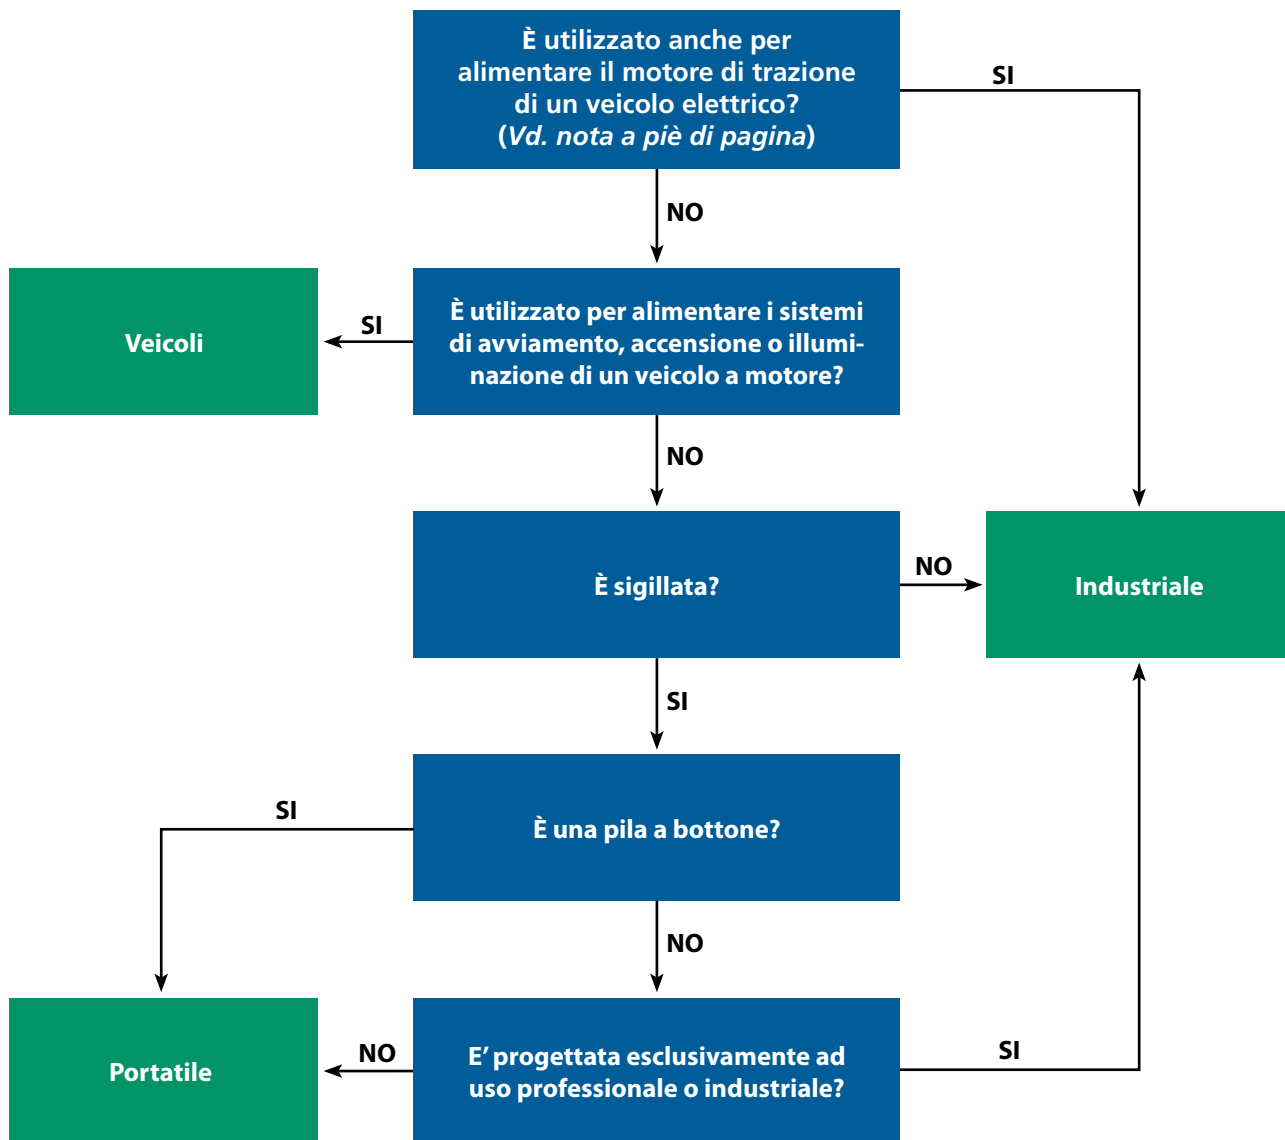 È utilizzato anche per
alimentare il motore di trazione
di un veicolo elettrico?
(Vd. nota a piè di pagina)
SI
NO
Veicoli
SI
È utilizzato per alimentare i sistemi
di avviamento, accensione o illumi-
nazione di un veicolo a motore?
NO
È sigillata?
NO
Industriale
SI
È una pila a bottone?
SI
NO
Portatile
NO
E’ progettata esclusivamente ad
uso professionale o industriale?
SI